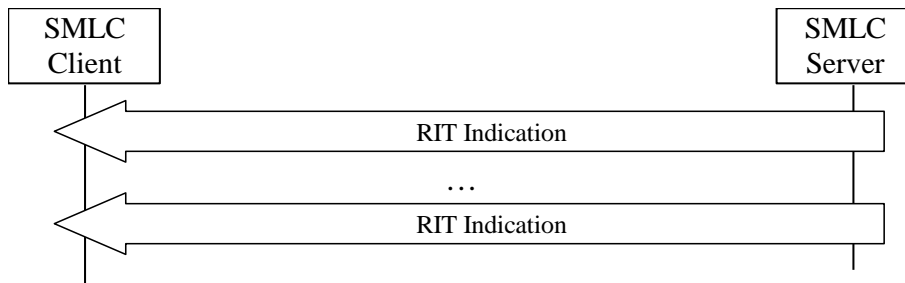 SMLC
Client
SMLC
Server
RIT Indication
…
RIT Indication